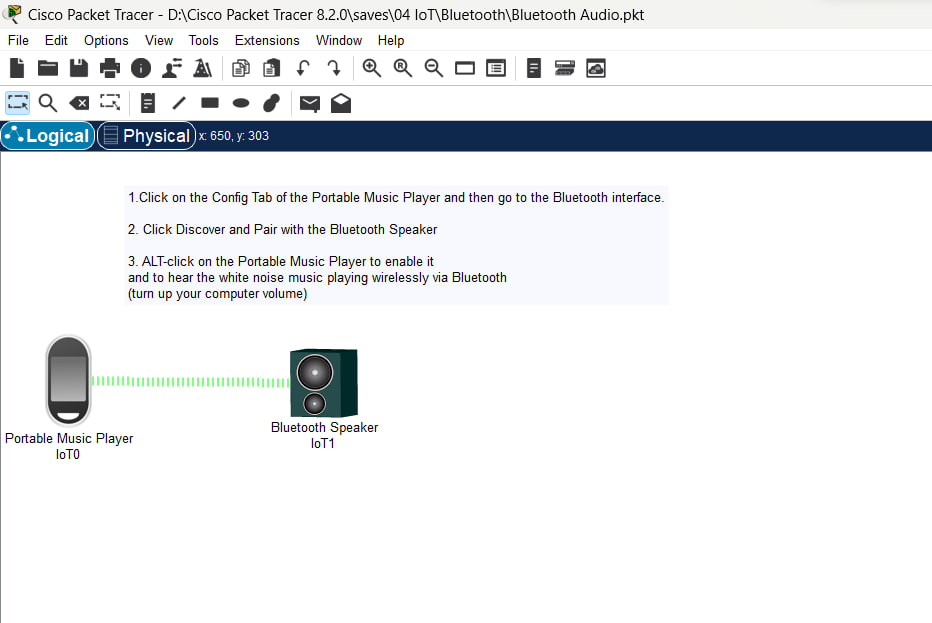 Cisco Packet Tracer - D:\Cisco Packet Tracer 8.2.0\saves\04 IoT\Bluetooth\Bluetooth Audio.pkt
File Edit Options View Tools Extensions Window Help
Logical Physical x: 650, y: 303
1.Click on the Config Tab of the Portable Music Player and then go to the Bluetooth interface.
2. Click Discover and Pair with the Bluetooth Speaker
3. ALT-click on the Portable Music Player to enable it
and to hear the white noise music playing wirelessly via Bluetooth
(turn up your computer volume)
Portable Music Player
IoT0
Bluetooth Speaker
IoT1